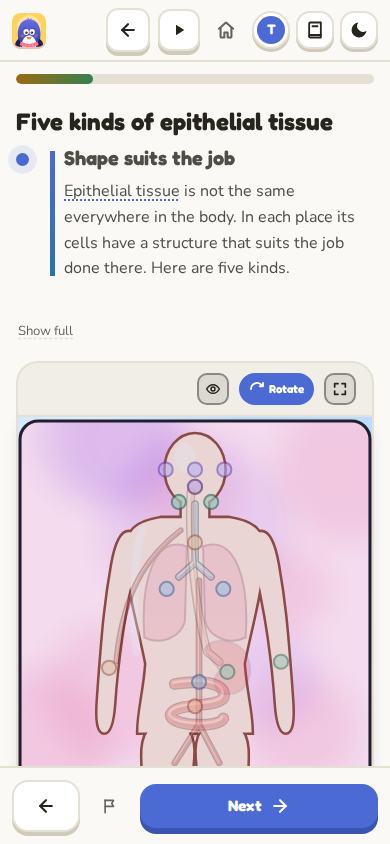 T
Five kinds of epithelial tissue
Shape suits the job
Epithelial tissue is not the same
everywhere in the body. In each place its
cells have a structure that suits the job
done there. Here are five kinds.
Show full
Rotate
Next